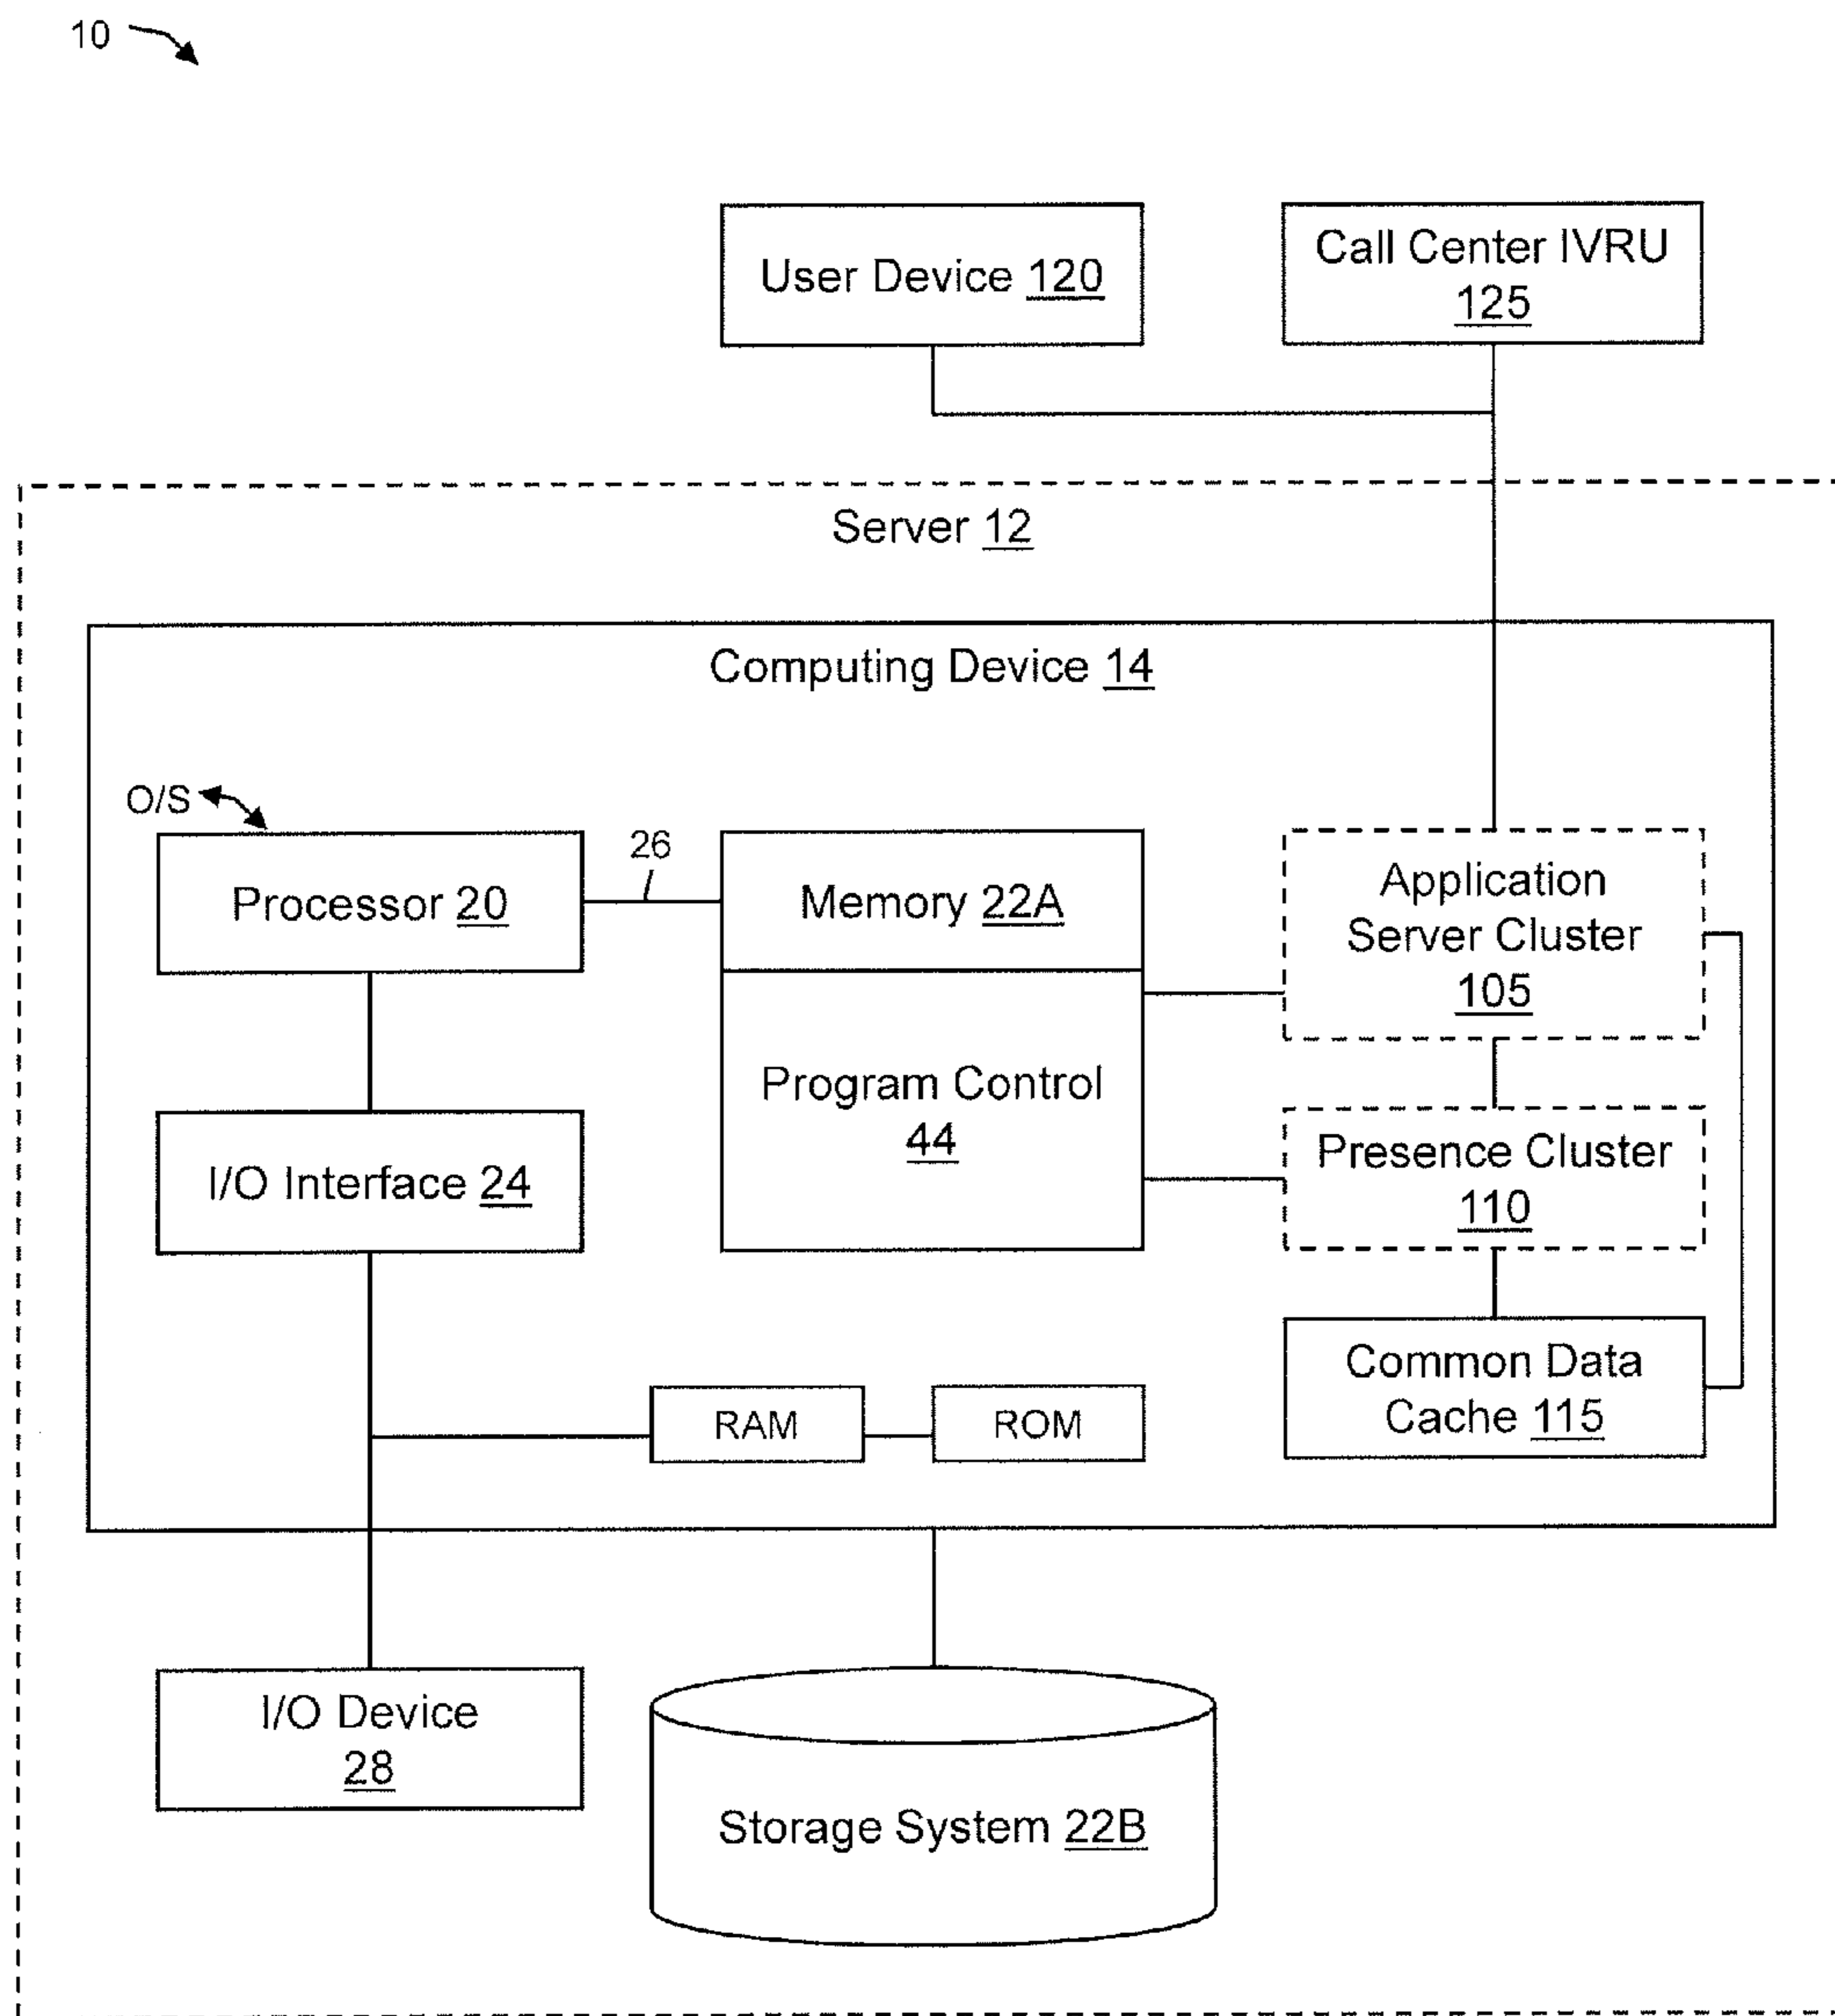 10
User Device 120
Call Center IVRU
125
Server 12
Computing Device 14
O/S
Processor 20
26
Memory 22A
Application
Server Cluster
105
Program Control
44
I/O Interface 24
Presence Cluster
110
Common Data
Cache 115
RAM
ROM
I/O Device
28
Storage System 22B